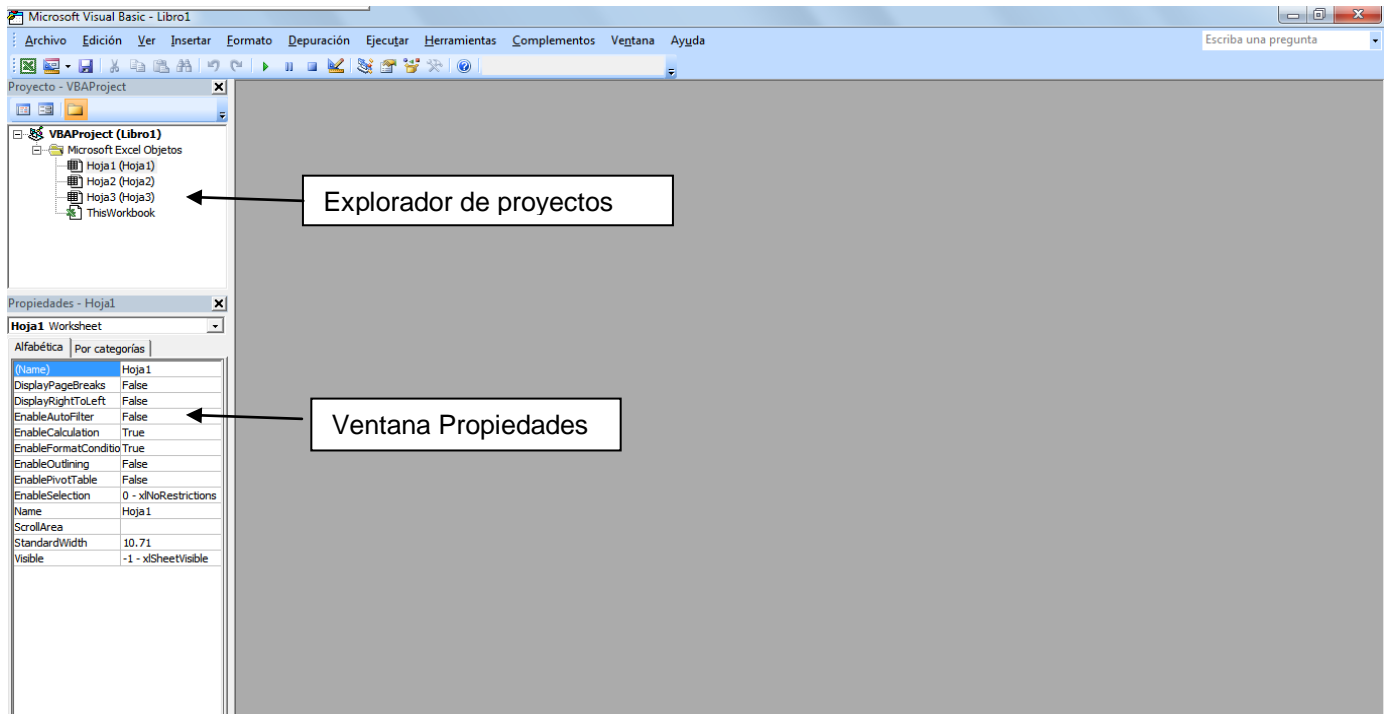 Microsoft Visual Basic - Libro1
Archivo Edición Ver Insertar Formato Depuración Ejecutar Herramientas Complementos Ventana Ayuda
Escriba una pregunta
Proyecto - VBAProject
VBAProject (Libro1)
Microsoft Excel Objetos
Hoja1 (Hoja1)
Hoja2 (Hoja2)
Hoja3 (Hoja3)
ThisWorkbook
Explorador de proyectos
Propiedades - Hoja1
Hoja1 Worksheet
Alfabética Por categorías
(Name) Hoja1
DisplayPageBreaks False
DisplayRightToLeft False
EnableAutoFilter False
EnableCalculation True
EnableFormatConditio True
EnableOutlining False
EnablePivotTable False
EnableSelection 0 - xlNoRestrictions
Name Hoja1
ScrollArea
StandardWidth 10.71
Visible -1 - xlSheetVisible
Ventana Propiedades